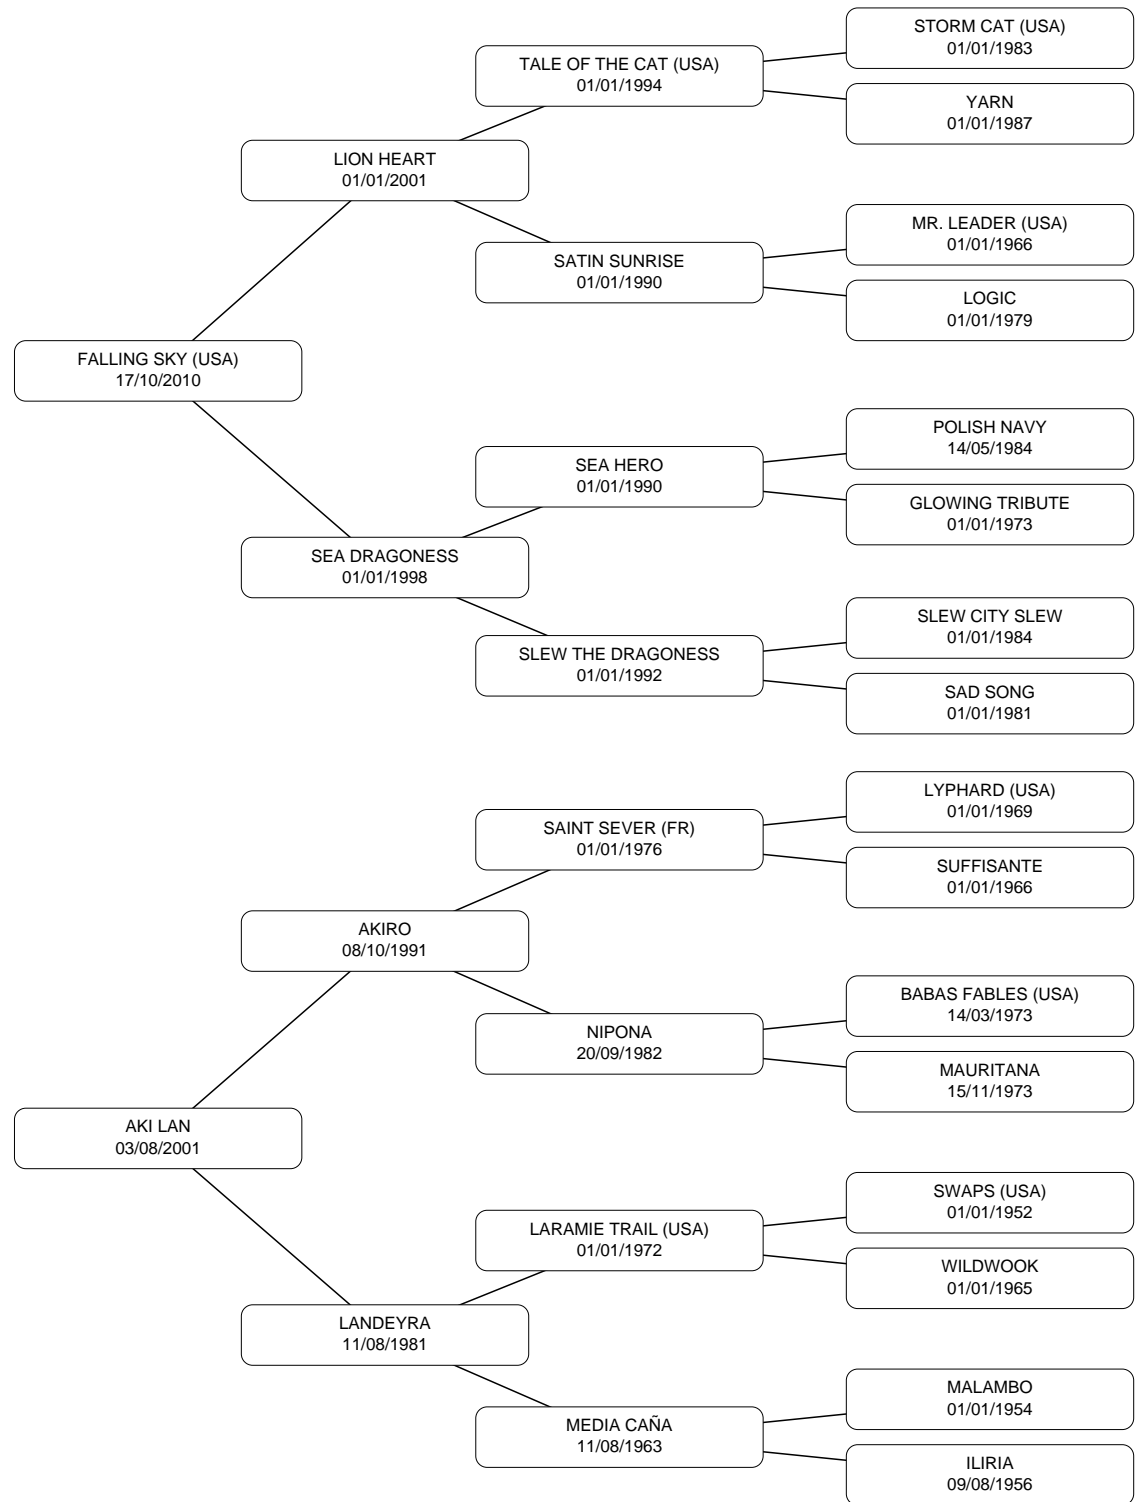 STORM CAT (USA)
01/01/1983
TALE OF THE CAT (USA)
01/01/1994
YARN
01/01/1987
LION HEART
01/01/2001
MR. LEADER (USA)
01/01/1966
SATIN SUNRISE
01/01/1990
LOGIC
01/01/1979
FALLING SKY (USA)
17/10/2010
POLISH NAVY
14/05/1984
SEA HERO
01/01/1990
GLOWING TRIBUTE
01/01/1973
SEA DRAGONESS
01/01/1998
SLEW CITY SLEW
01/01/1984
SLEW THE DRAGONESS
01/01/1992
SAD SONG
01/01/1981
LYPHARD (USA)
01/01/1969
SAINT SEVER (FR)
01/01/1976
SUFFISANTE
01/01/1966
AKIRO
08/10/1991
BABAS FABLES (USA)
14/03/1973
NIPONA
20/09/1982
MAURITANA
15/11/1973
AKI LAN
03/08/2001
SWAPS (USA)
01/01/1952
LARAMIE TRAIL (USA)
01/01/1972
WILDWOOK
01/01/1965
LANDEYRA
11/08/1981
MALAMBO
01/01/1954
MEDIA CAÑA
11/08/1963
ILIRIA
09/08/1956